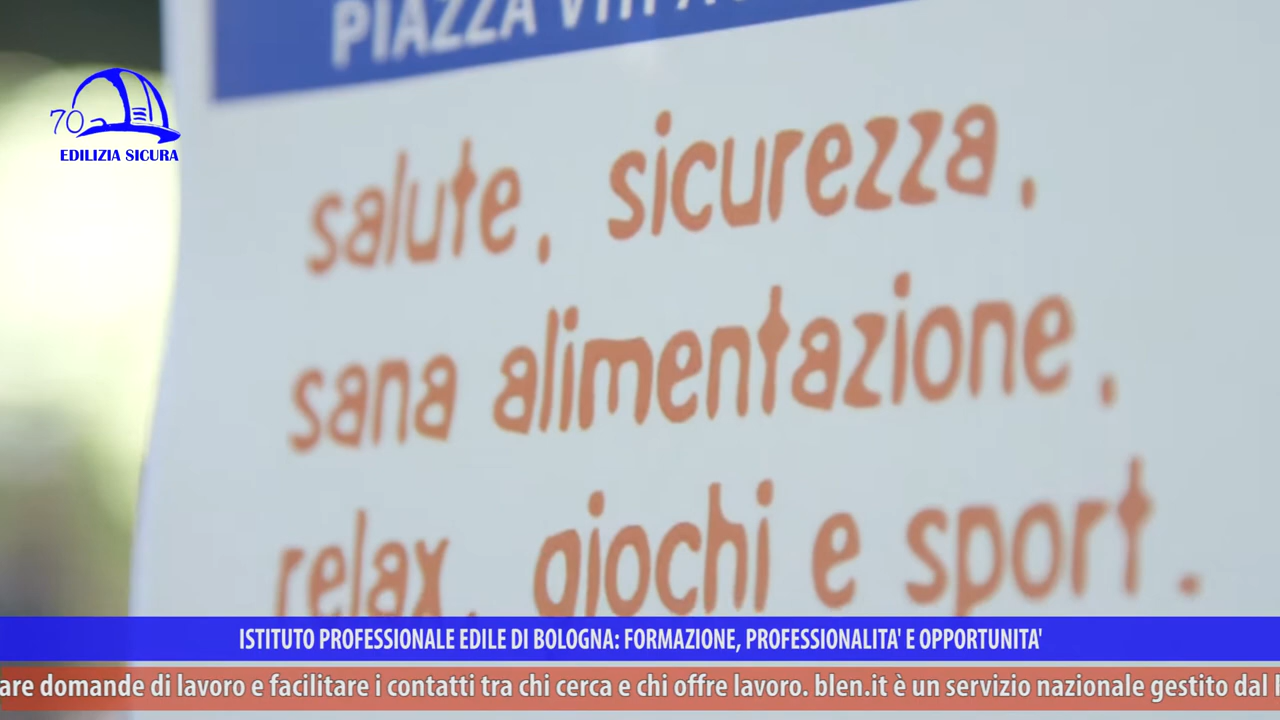 PIAZZA VIII
70
EDILIZIA SICURA
salute, sicurezza,
sana alimentazione,
relax, giochi e sport.
ISTITUTO PROFESSIONALE EDILE DI BOLOGNA: FORMAZIONE, PROFESSIONALITA' E OPPORTUNITA'
are domande di lavoro e facilitare i contatti tra chi cerca e chi offre lavoro. blen.it è un servizio nazionale gestito dal